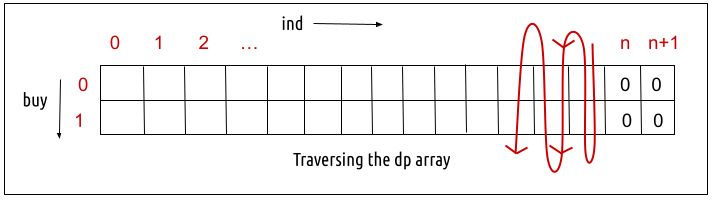 ind
0 1 2 ... n n+1
buy
0 0 0
1 0 0
Traversing the dp array